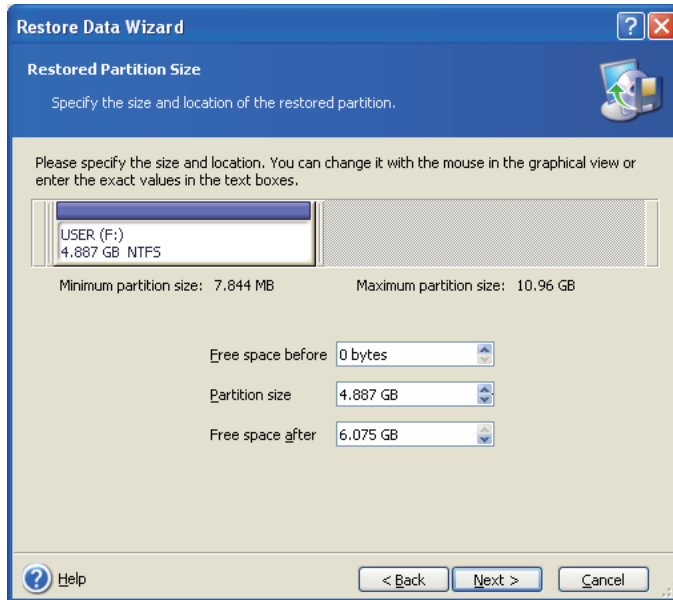 Restore Data Wizard
Restored Partition Size
Specify the size and location of the restored partition.
Please specify the size and location. You can change it with the mouse in the graphical view or
enter the exact values in the text boxes.
USER (F:)
4.887 GB NTFS
Minimum partition size: 7.844 MB Maximum partition size: 10.96 GB
Free space before 0 bytes
Partition size 4.887 GB
Free space after 6.075 GB
? Help < Back Next > Cancel